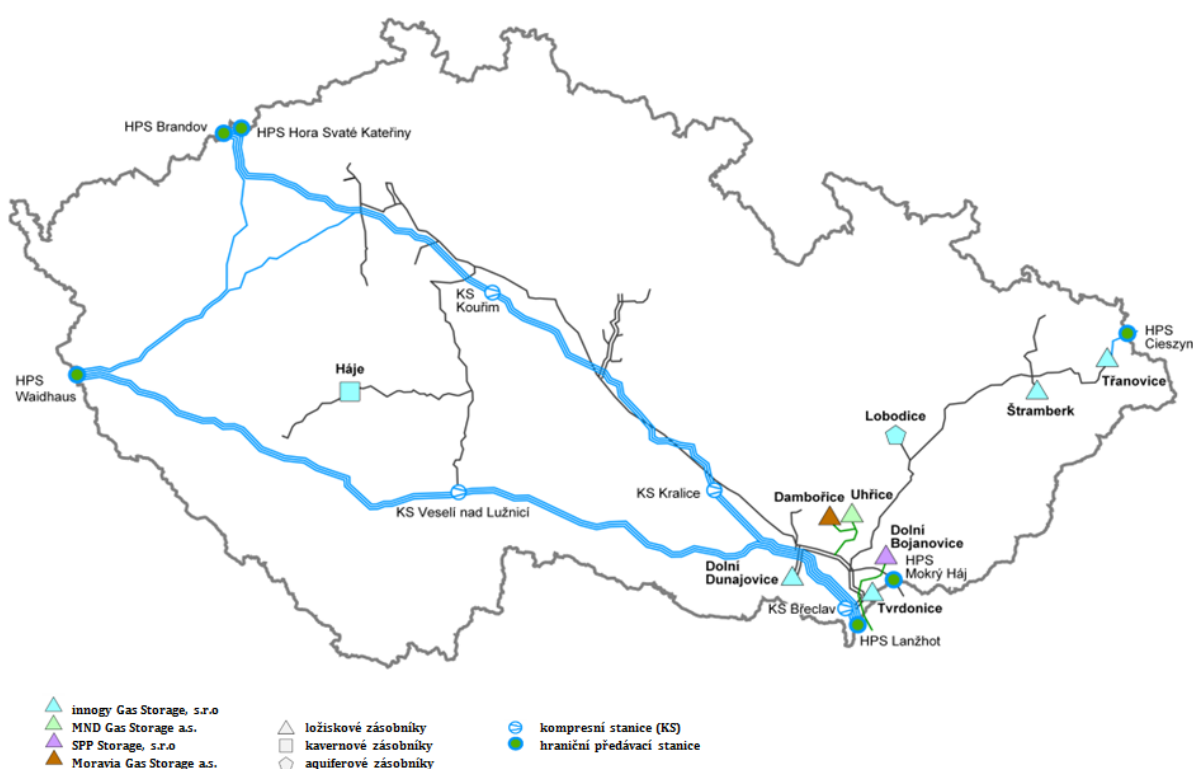 HPS Brandov
HPS Hora Svaté Kateřiny
KS
Kouřim
HPS
Cieszyn
HPS
Waidhaus
Háje
Třanovice
Štramberk
Lobodice
KS Kralice
Dambořice
Uhřice
KS Veselí nad Lužnicí
Dolní
Bojanovice
HPS
Mokrý Háj
Dolní
Dunajovice
KS Břeclav
Tvrdonice
HPS Lanžhot
innogy Gas Storage, s.r.o
MND Gas Storage a.s.
SPP Storage, s.r.o
Moravia Gas Storage a.s.
ložiskové zásobníky
kavernové zásobníky
aquiferové zásobníky
kompresní stanice (KS)
hraniční předávací stanice